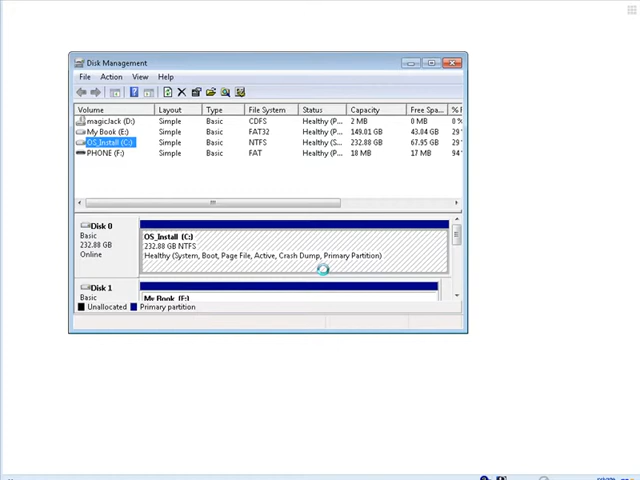 Disk Management
File Action View Help
Volume Layout Type File System Status Capacity Free Spa... % F
magicJack (D:) Simple Basic CDFS Healthy (P... 2 MB 0 MB 0 %
My Book (E:) Simple Basic FAT32 Healthy (P... 149.01 GB 43.84 GB 29
OS_Install (C:) Simple Basic NTFS Healthy (S... 232.88 GB 67.95 GB 29
PHONE (F:) Simple Basic FAT Healthy (P... 18 MB 17 MB 94
Disk 0
Basic
232.88 GB
Online
OS_Install (C:)
232.88 GB NTFS
Healthy (System, Boot, Page File, Active, Crash Dump, Primary Partition)
Disk 1
Basic
My Book (E:)
Unallocated Primary partition